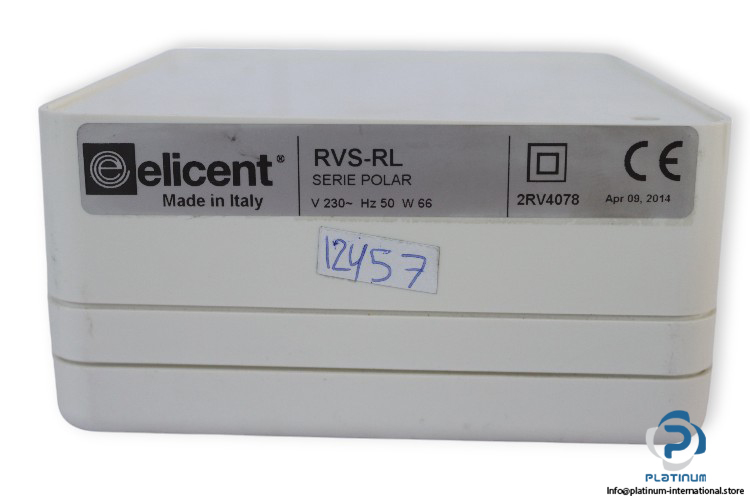 e elicent®
Made in Italy
RVS-RL
SERIE POLAR
V 230~ Hz 50 W 66
2RV4078
CE
Apr 09, 2014
12457
PLATINUM
Info@platinum-international.store